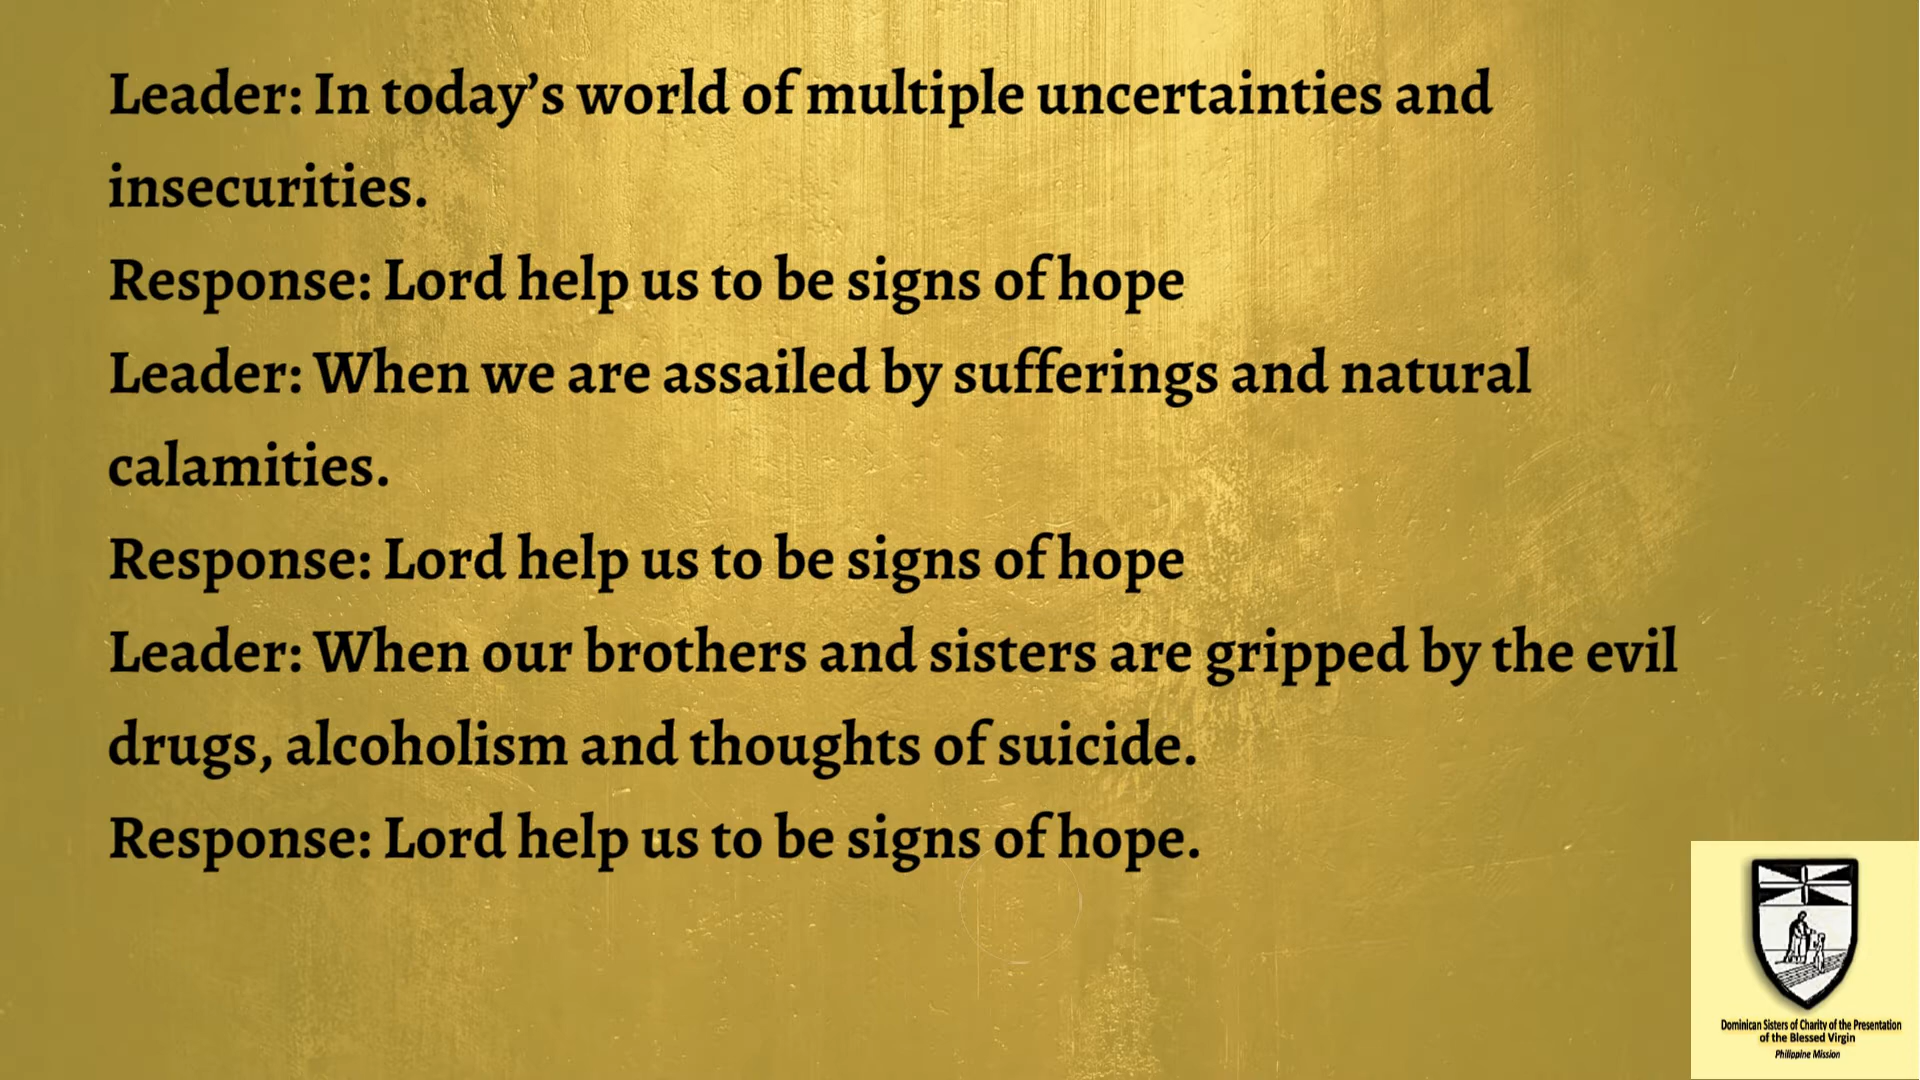 Leader: In today’s world of multiple uncertainties and
insecurities.
Response: Lord help us to be signs of hope
Leader: When we are assailed by sufferings and natural
calamities.
Response: Lord help us to be signs of hope
Leader: When our brothers and sisters are gripped by the evil
drugs, alcoholism and thoughts of suicide.
Response: Lord help us to be signs of hope.
Dominican Sisters of Charity of the Presentation
of the Blessed Virgin
Philippine Mission